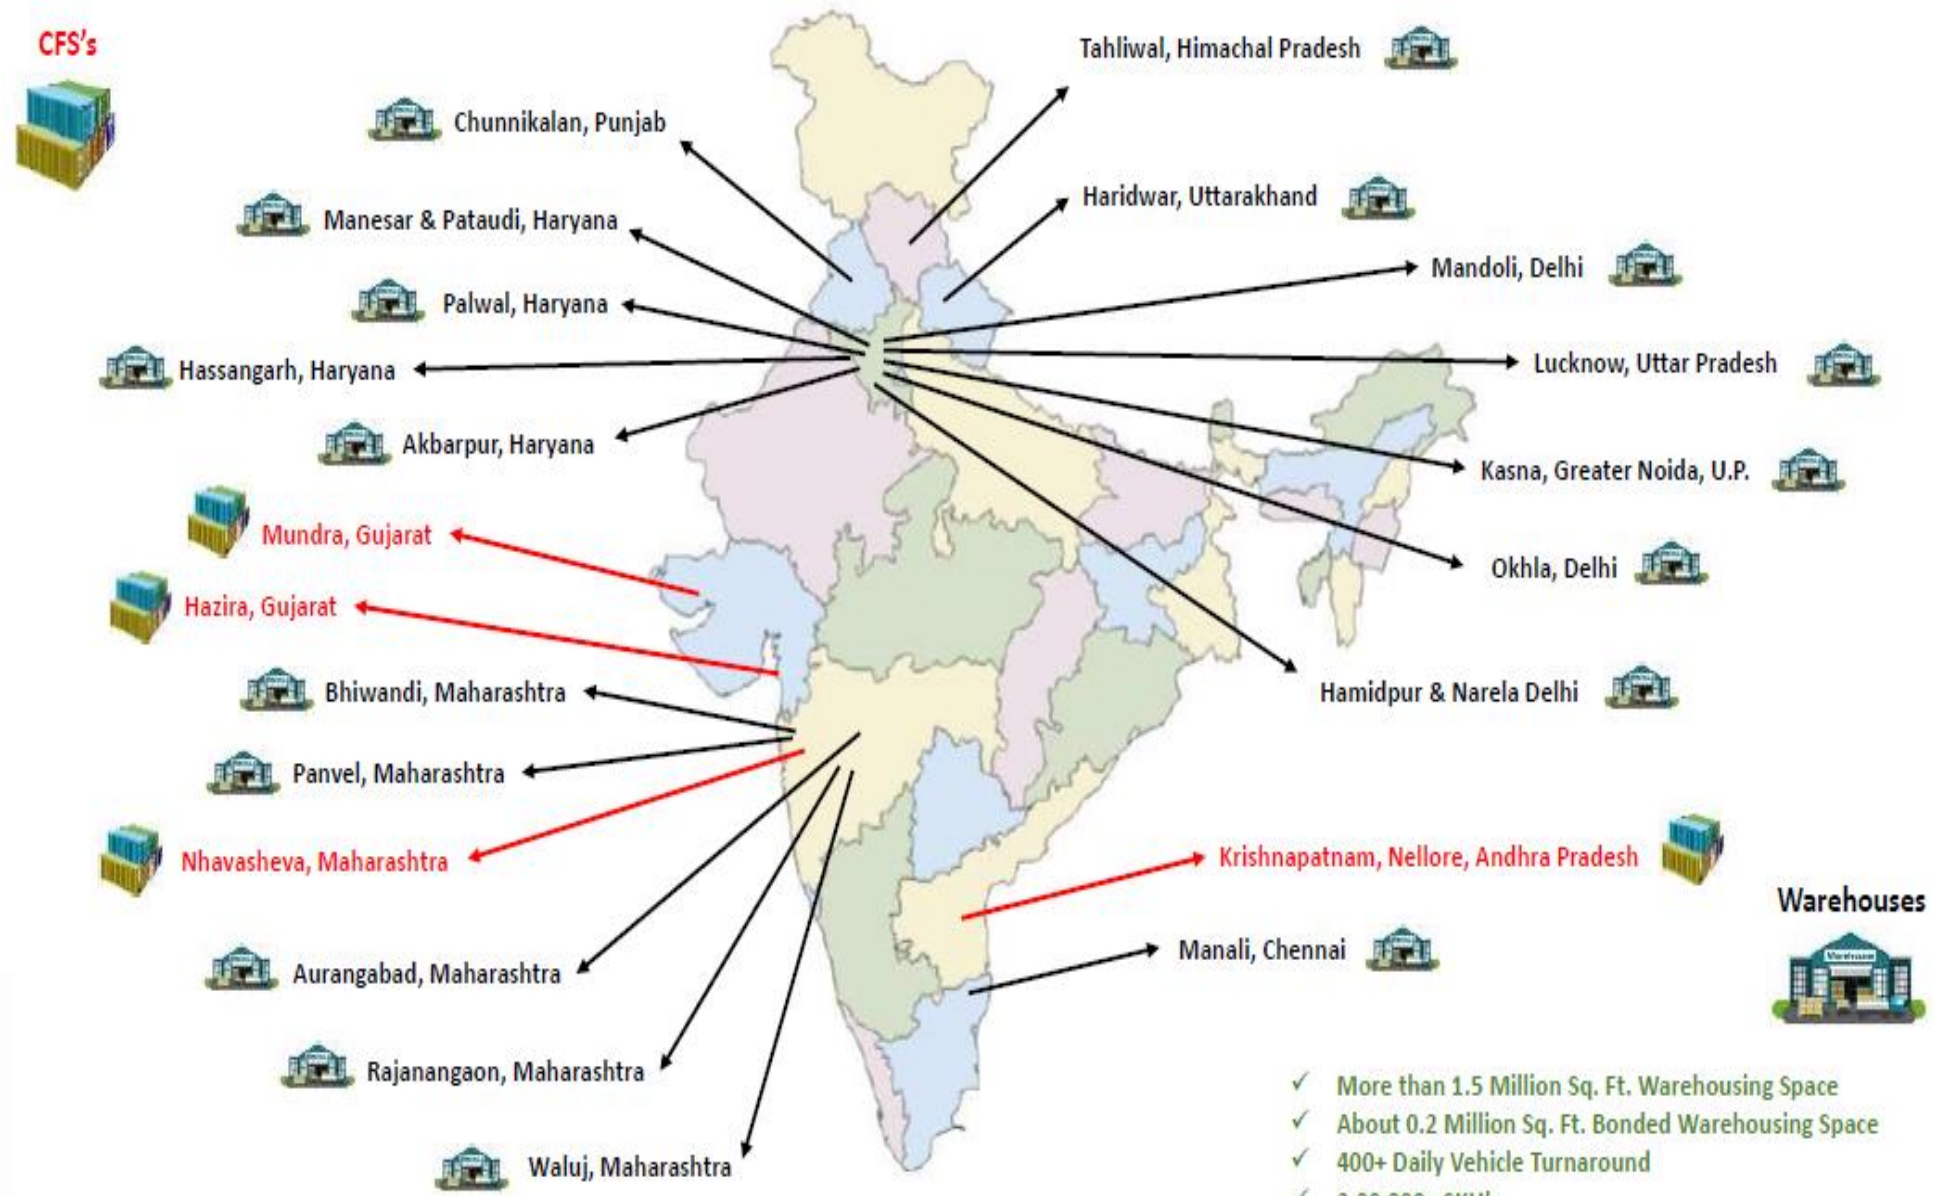 CFS's
Tahliwal, Himachal Pradesh
Chunnikalan, Punjab
Haridwar, Uttarakhand
Manesar & Pataudi, Haryana
Mandoli, Delhi
Palwal, Haryana
Lucknow, Uttar Pradesh
Hassangarh, Haryana
Akbarpur, Haryana
Kasna, Greater Noida, U.P.
Mundra, Gujarat
Okhla, Delhi
Hazira, Gujarat
Bhiwandi, Maharashtra
Hamidpur & Narela Delhi
Panvel, Maharashtra
Nhavasheva, Maharashtra
Krishnapatnam, Nellore, Andhra Pradesh
Warehouses
Warehouse
Manali, Chennai
Aurangabad, Maharashtra
Rajanangaon, Maharashtra
Waluj, Maharashtra
✓ More than 1.5 Million Sq. Ft. Warehousing Space
✓ About 0.2 Million Sq. Ft. Bonded Warehousing Space
✓ 400+ Daily Vehicle Turnaround